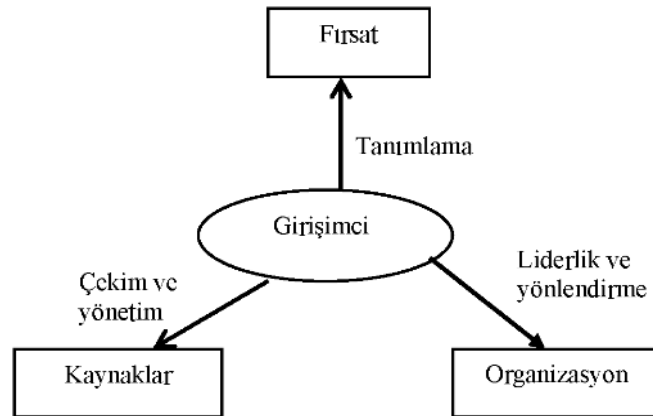 Fırsat
Tanımlama
Girişimci
Liderlik ve
yönlendirme
Çekim ve
yönetim
Kaynaklar
Organizasyon